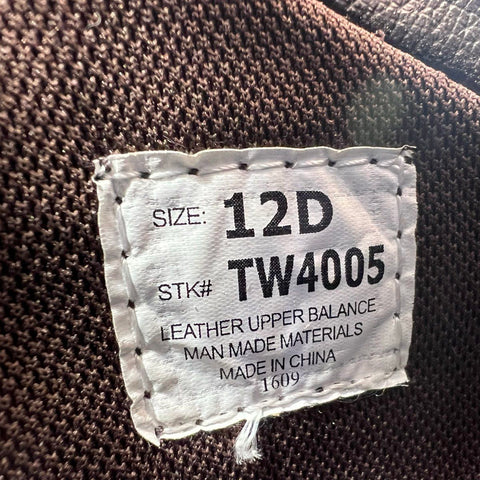 SIZE: 12D
STK# TW4005
LEATHER UPPER BALANCE
MAN MADE MATERIALS
MADE IN CHINA
1609